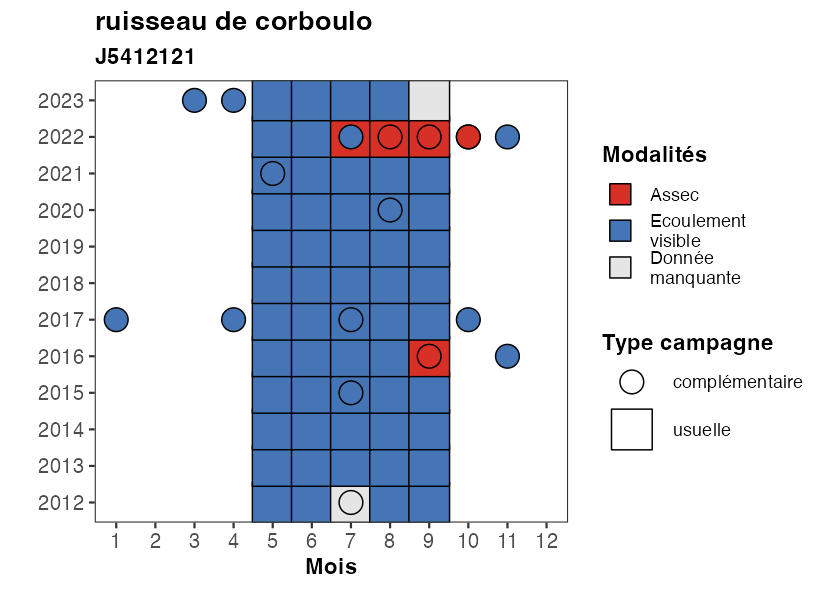 ruisseau de corboulo
J5412121
2023
2022
2021
2020
2019
2018
2017
2016
2015
2014
2013
2012
1 2 3 4 5 6 7 8 9 10 11 12
Mois
Modalités
Assec
Ecoulement
visible
Donnée
manquante
Type campagne
complémentaire
usuelle